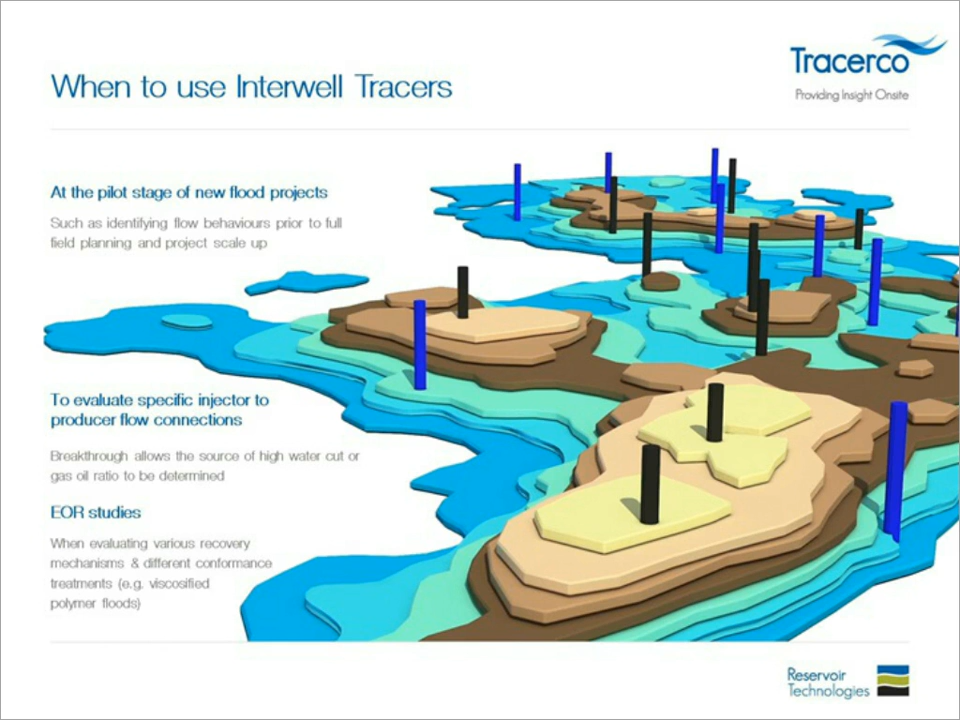 Tracerco
Providing Insight Onsite
When to use Interwell Tracers
At the pilot stage of new flood projects
Such as identifying flow behaviours prior to full
field planning and project scale up
To evaluate specific injector to
producer flow connections
Breakthrough allows the source of high water cut or
gas oil ratio to be determined
EOR studies
When evaluating various recovery
mechanisms & different conformance
treatments (e.g. viscosified
polymer floods)
Reservoir
Technologies